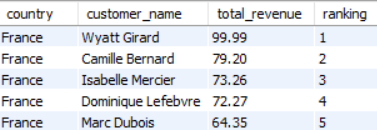 country customer_name total_revenue ranking
France Wyatt Girard 99.99 1
France Camille Bernard 79.20 2
France Isabelle Mercier 73.26 3
France Dominique Lefebvre 72.27 4
France Marc Dubois 64.35 5